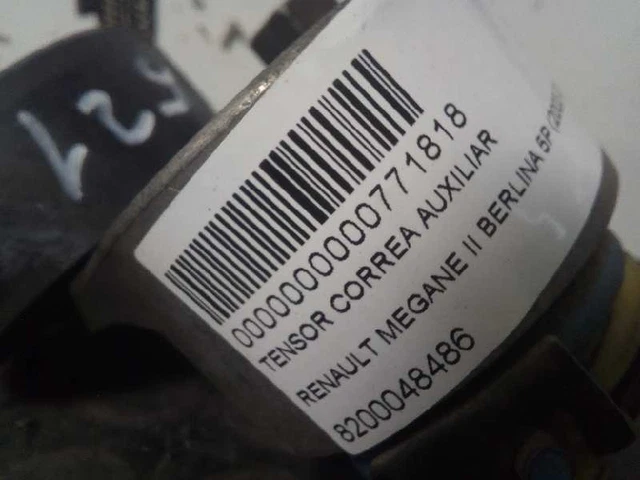 000000000771818
TENSOR CORREA AUXILIAR
RENAULT MEGANE II BERLINA 5P
8200048486